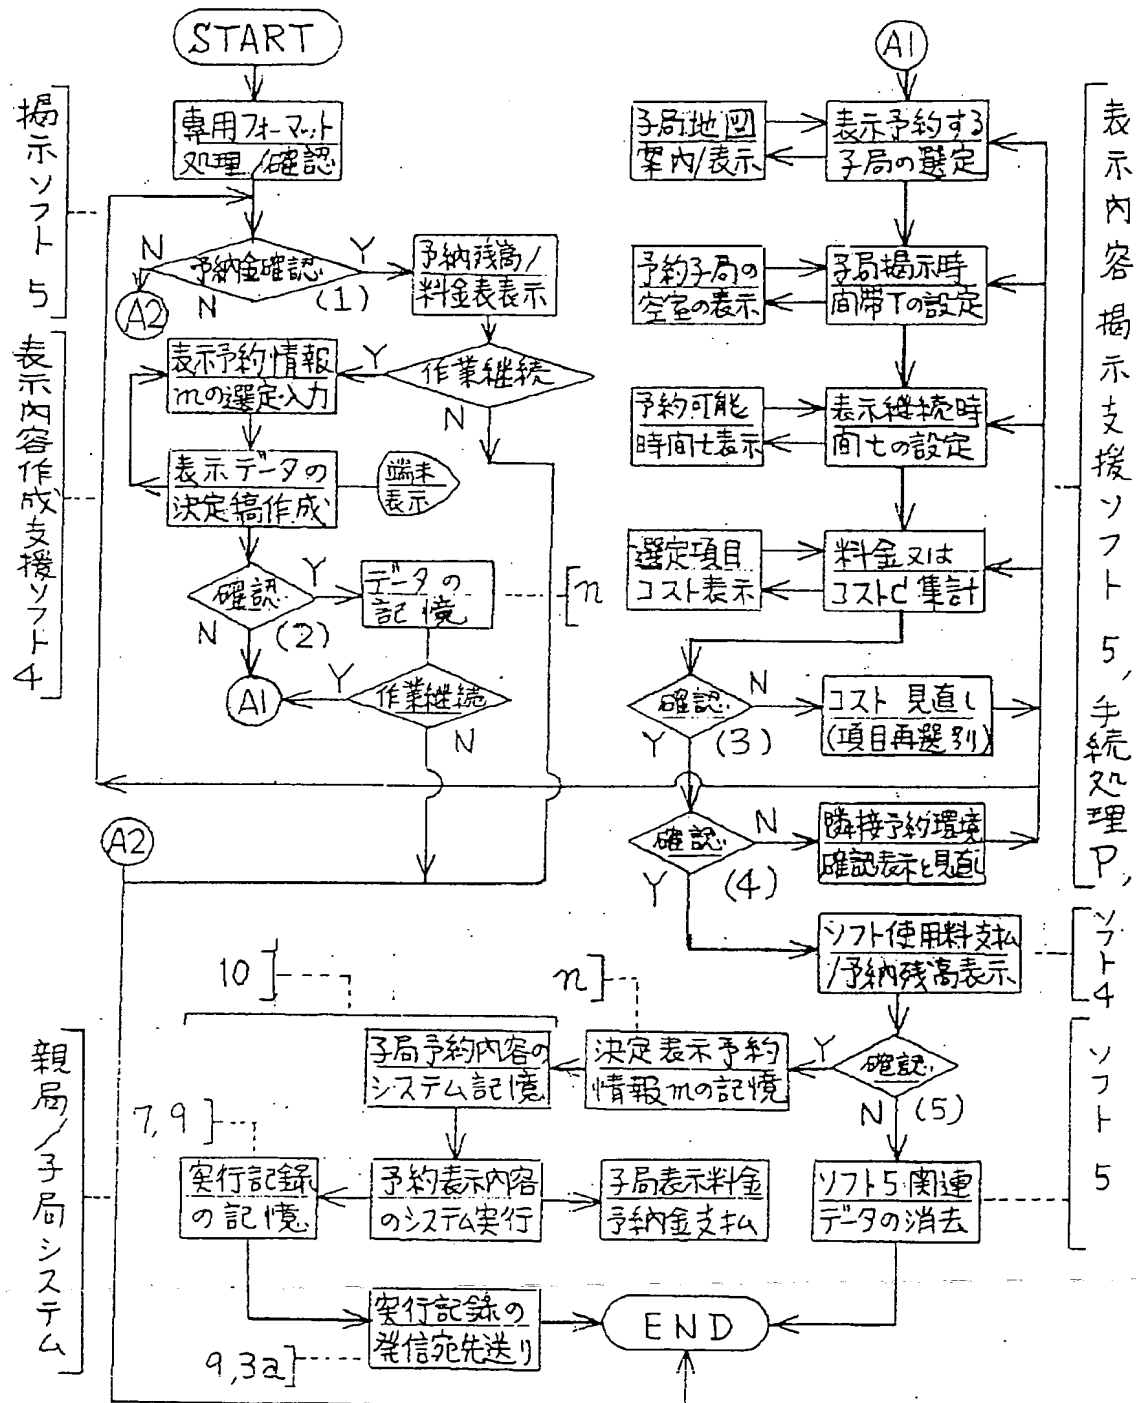 START
専用フォーマット
処理/確認
掲示ソフト5
N
予納金確認
Y
N
(1)
A2
予納残高/
料金表表示
作業継続
Y
N
表示予約情報
mの選定・入力
表示データの
決定稿作成
端末
表示
表示内容作成支援ソフト4
確認
Y
N
(2)
データの
記憶
n
作業継続
Y
N
A1
A1
子局地図
案内/表示
表示予約する
子局の選定
予約子局の
空室の表示
子局掲示時
間帯Tの設定
予約可能
時間t表示
表示継続時
間tの設定
選定項目
コスト表示
料金又は
コストC集計
確認
N
Y
(3)
コスト見直し
(項目再選別)
確認
N
Y
(4)
隣接予約環境
確認表示と見直し
表示内容掲示支援ソフト5,手続処理P,
A2
ソフト使用料支払
/予納残高表示
ソフト4
確認
Y
N
(5)
決定表示予約
情報mの記憶
n
子局予約内容の
システム記憶
10
7,9
実行記録
の記憶
予約表示内容
のシステム実行
子局表示料金
予納金支払
ソフト5関連
データの消去
ソフト5
親局/子局システム
実行記録の
発信宛先送り
9,3a
END